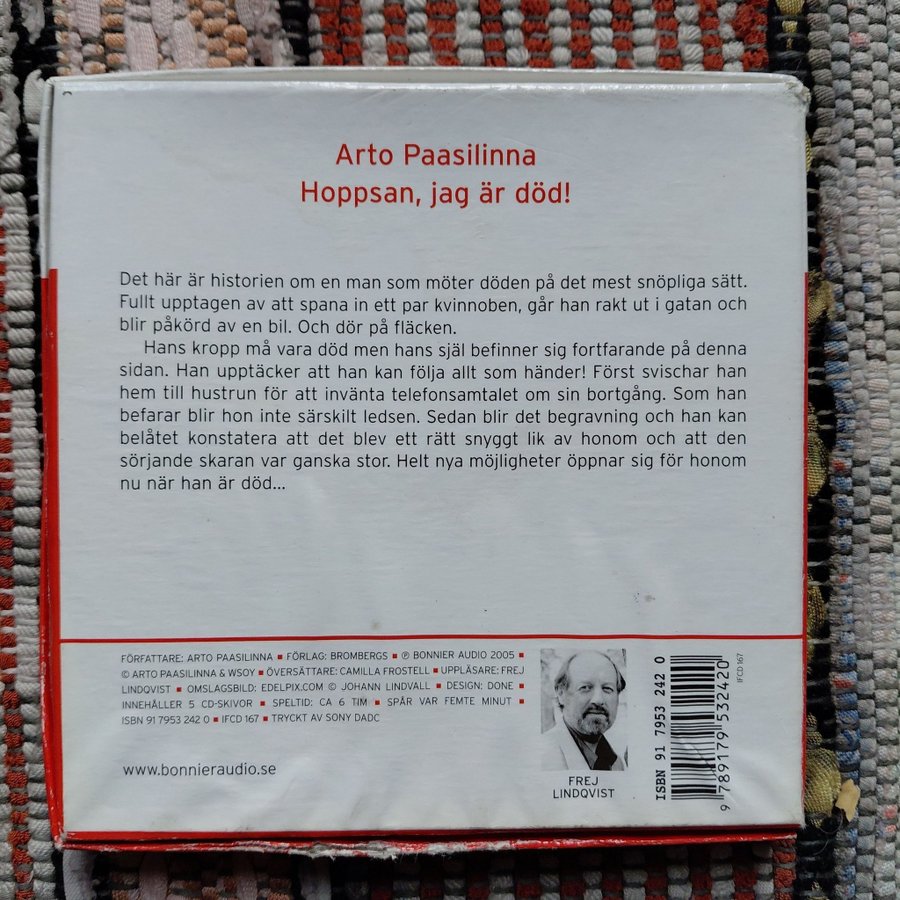 Arto Paasilinna
Hoppsan, jag är död!
Det här är historien om en man som möter döden på det mest snöpliga sätt.
Fullt upptagen av att spana in ett par kvinnoben, går han rakt ut i gatan och
blir påkörd av en bil. Och dör på fläcken.
Hans kropp må vara död men hans själ befinner sig fortfarande på denna
sidan. Han upptäcker att han kan följa allt som händer! Först svischar han
hem till hustrun för att invänta telefonsamtalet om sin bortgång. Som han
befarar blir hon inte särskilt ledsen. Sedan blir det begravning och han kan
belåtet konstatera att det blev ett rätt snyggt lik av honom och att den
sörjande skaran var ganska stor. Helt nya möjligheter öppnar sig för honom
nu när han är död...
FÖRFATTARE: ARTO PAASILINNA ▪ FÖRLAG: BROMBERGS ▪ ℗ BONNIER AUDIO 2005 ▪
© ARTO PAASILINNA & WSOY ▪ ÖVERSÄTTARE: CAMILLA FROSTELL ▪ UPPLÄSARE: FREJ
LINDQVIST ▪ OMSLAGSBILD: EDELPIX.COM © JOHANN LINDVALL ▪ DESIGN: DONE ▪
INNEHÅLLER 5 CD-SKIVOR ▪ SPELTID: CA 6 TIM ▪ SPÅR VAR FEMTE MINUT ▪
ISBN 91 7953 242 0 ▪ IFCD 167 ▪ TRYCKT AV SONY DADC
www.bonnieraudio.se
FREJ
LINDQVIST
ISBN 91 7953 242 0
9 789179 532420
IFCD 167